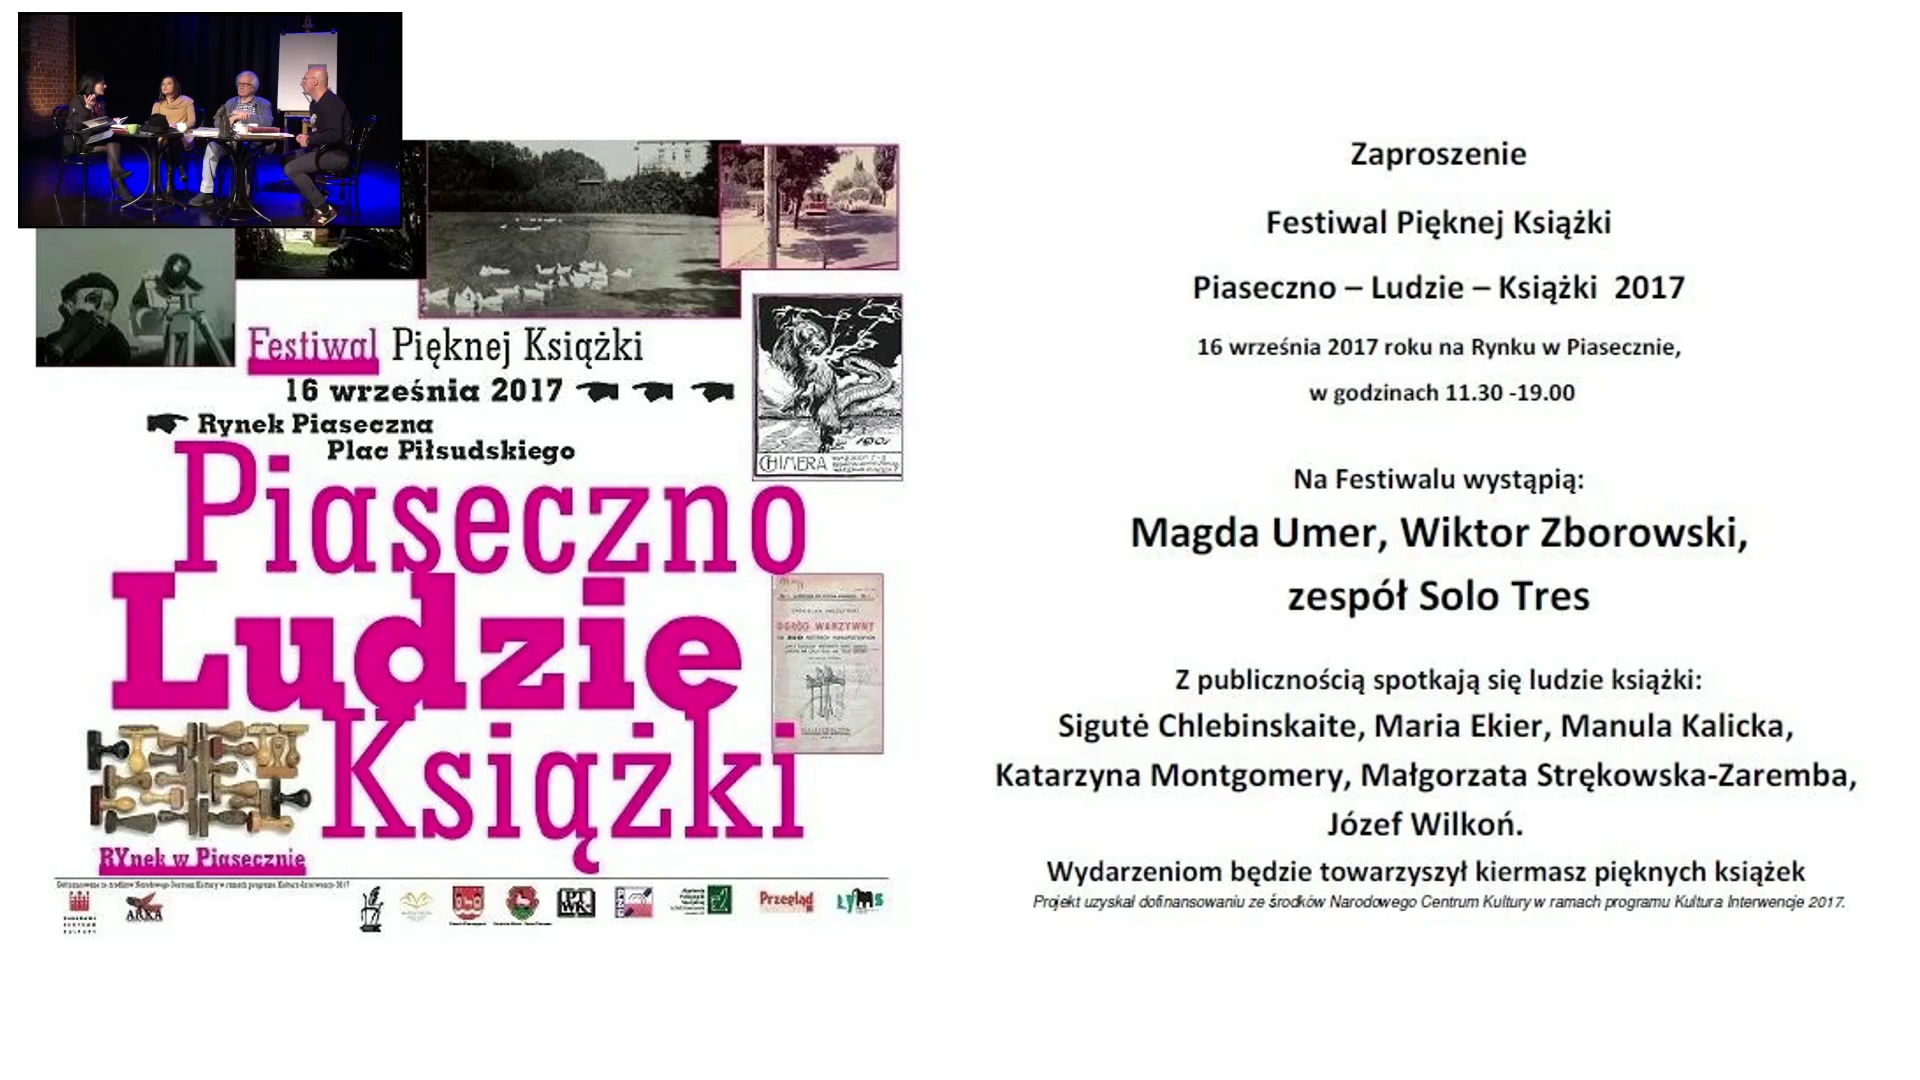 Festiwal Pięknej Książki
16 września 2017
Rynek Piaseczna
Plac Piłsudskiego
Piaseczno
Ludzie
Książki
RYnek w Piasecznie
1901
CHIMERA
OGRÓD WARZYWNY
ARKA
PTTK
Przegląd
Zaproszenie
Festiwal Pięknej Książki
Piaseczno – Ludzie – Książki 2017
16 września 2017 roku na Rynku w Piasecznie,
w godzinach 11.30 -19.00
Na Festiwalu wystąpią:
Magda Umer, Wiktor Zborowski,
zespół Solo Tres
Z publicznością spotkają się ludzie książki:
Sigutė Chlebinskaite, Maria Ekier, Manula Kalicka,
Katarzyna Montgomery, Małgorzata Strękowska-Zaremba,
Józef Wilkoń.
Wydarzeniom będzie towarzyszył kiermasz pięknych książek
Projekt uzyskał dofinansowaniu ze środków Narodowego Centrum Kultury w ramach programu Kultura Interwencje 2017.